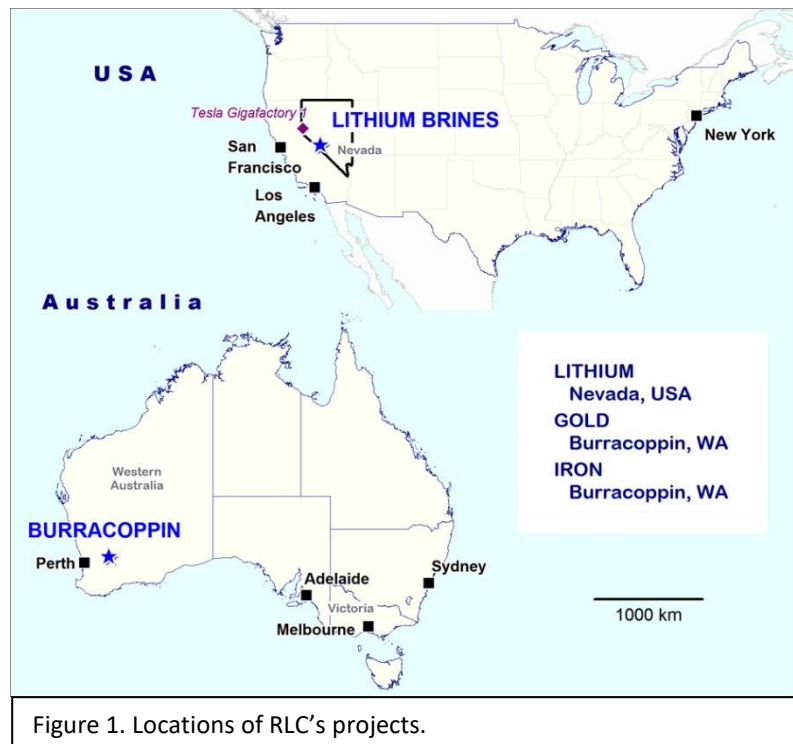 USA
Tesla Gigafactory 1
LITHIUM BRINES
Nevada
San
Francisco
Los
Angeles
New York
Australia
LITHIUM
Nevada, USA
GOLD
Burracoppin, WA
IRON
Burracoppin, WA
Western
Australia
BURRACOPPIN
Perth
Adelaide
Sydney
Victoria
Melbourne
1000 km
Figure 1. Locations of RLC’s projects.